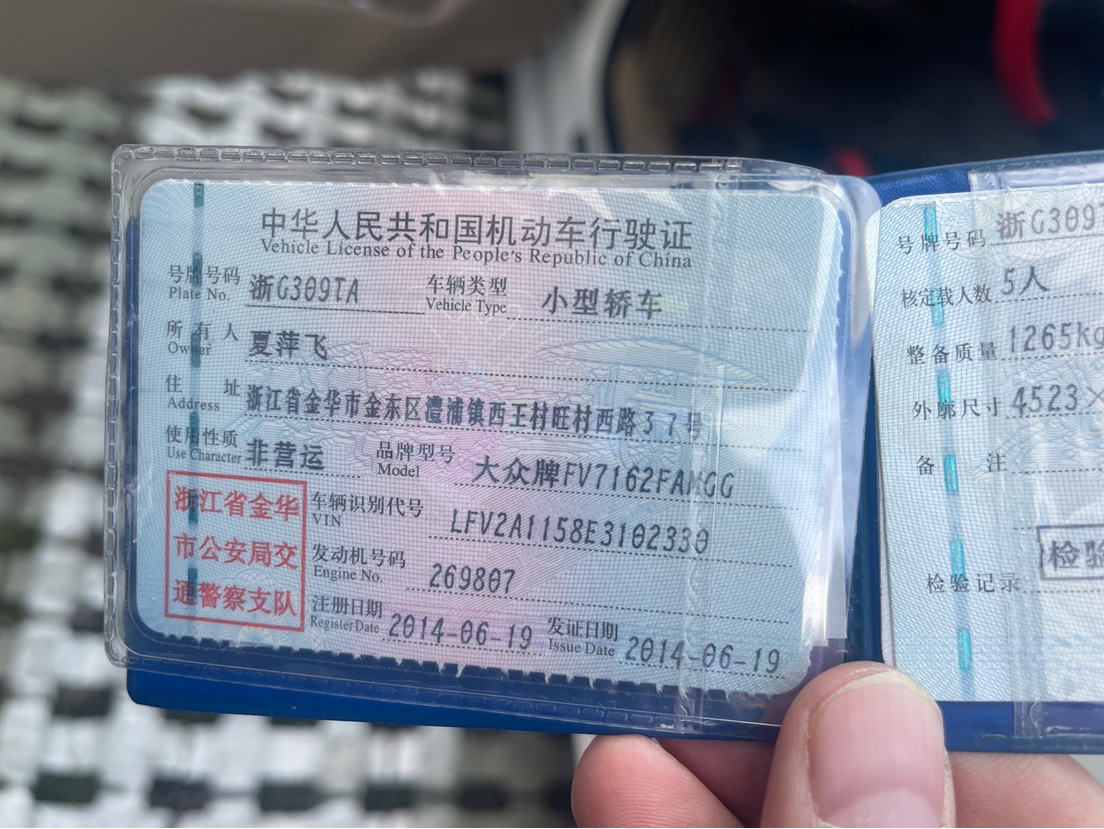 中华人民共和国机动车行驶证
Vehicle License of the People's Republic of China
号牌号码 Plate No. 浙G309TA 车辆类型 Vehicle Type 小型轿车
所有人 Owner 夏萍飞
住址 Address 浙江省金华市金东区澧浦镇西王村旺村西路37号
使用性质 Use Character 非营运 品牌型号 Model 大众牌FV7162FAMGG
浙江省金华
市公安局交
通警察支队
车辆识别代号 VIN LFV2A1158E3102330
发动机号码 Engine No. 269807
注册日期 Register Date 2014-06-19 发证日期 Issue Date 2014-06-19
号牌号码 浙G309
核定载人数 5人
整备质量 1265kg
外廓尺寸 4523×
备注
检验记录 检验